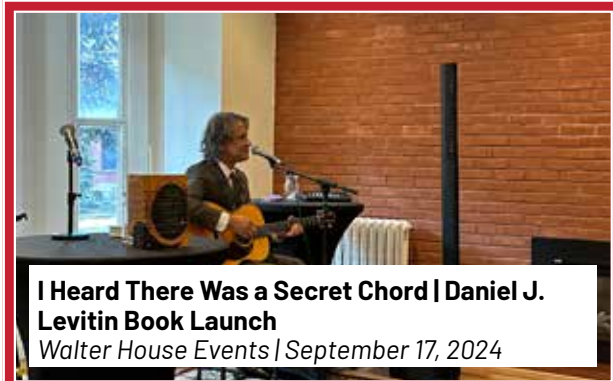 I Heard There Was a Secret Chord | Daniel J.
Levitin Book Launch
Walter House Events | September 17, 2024